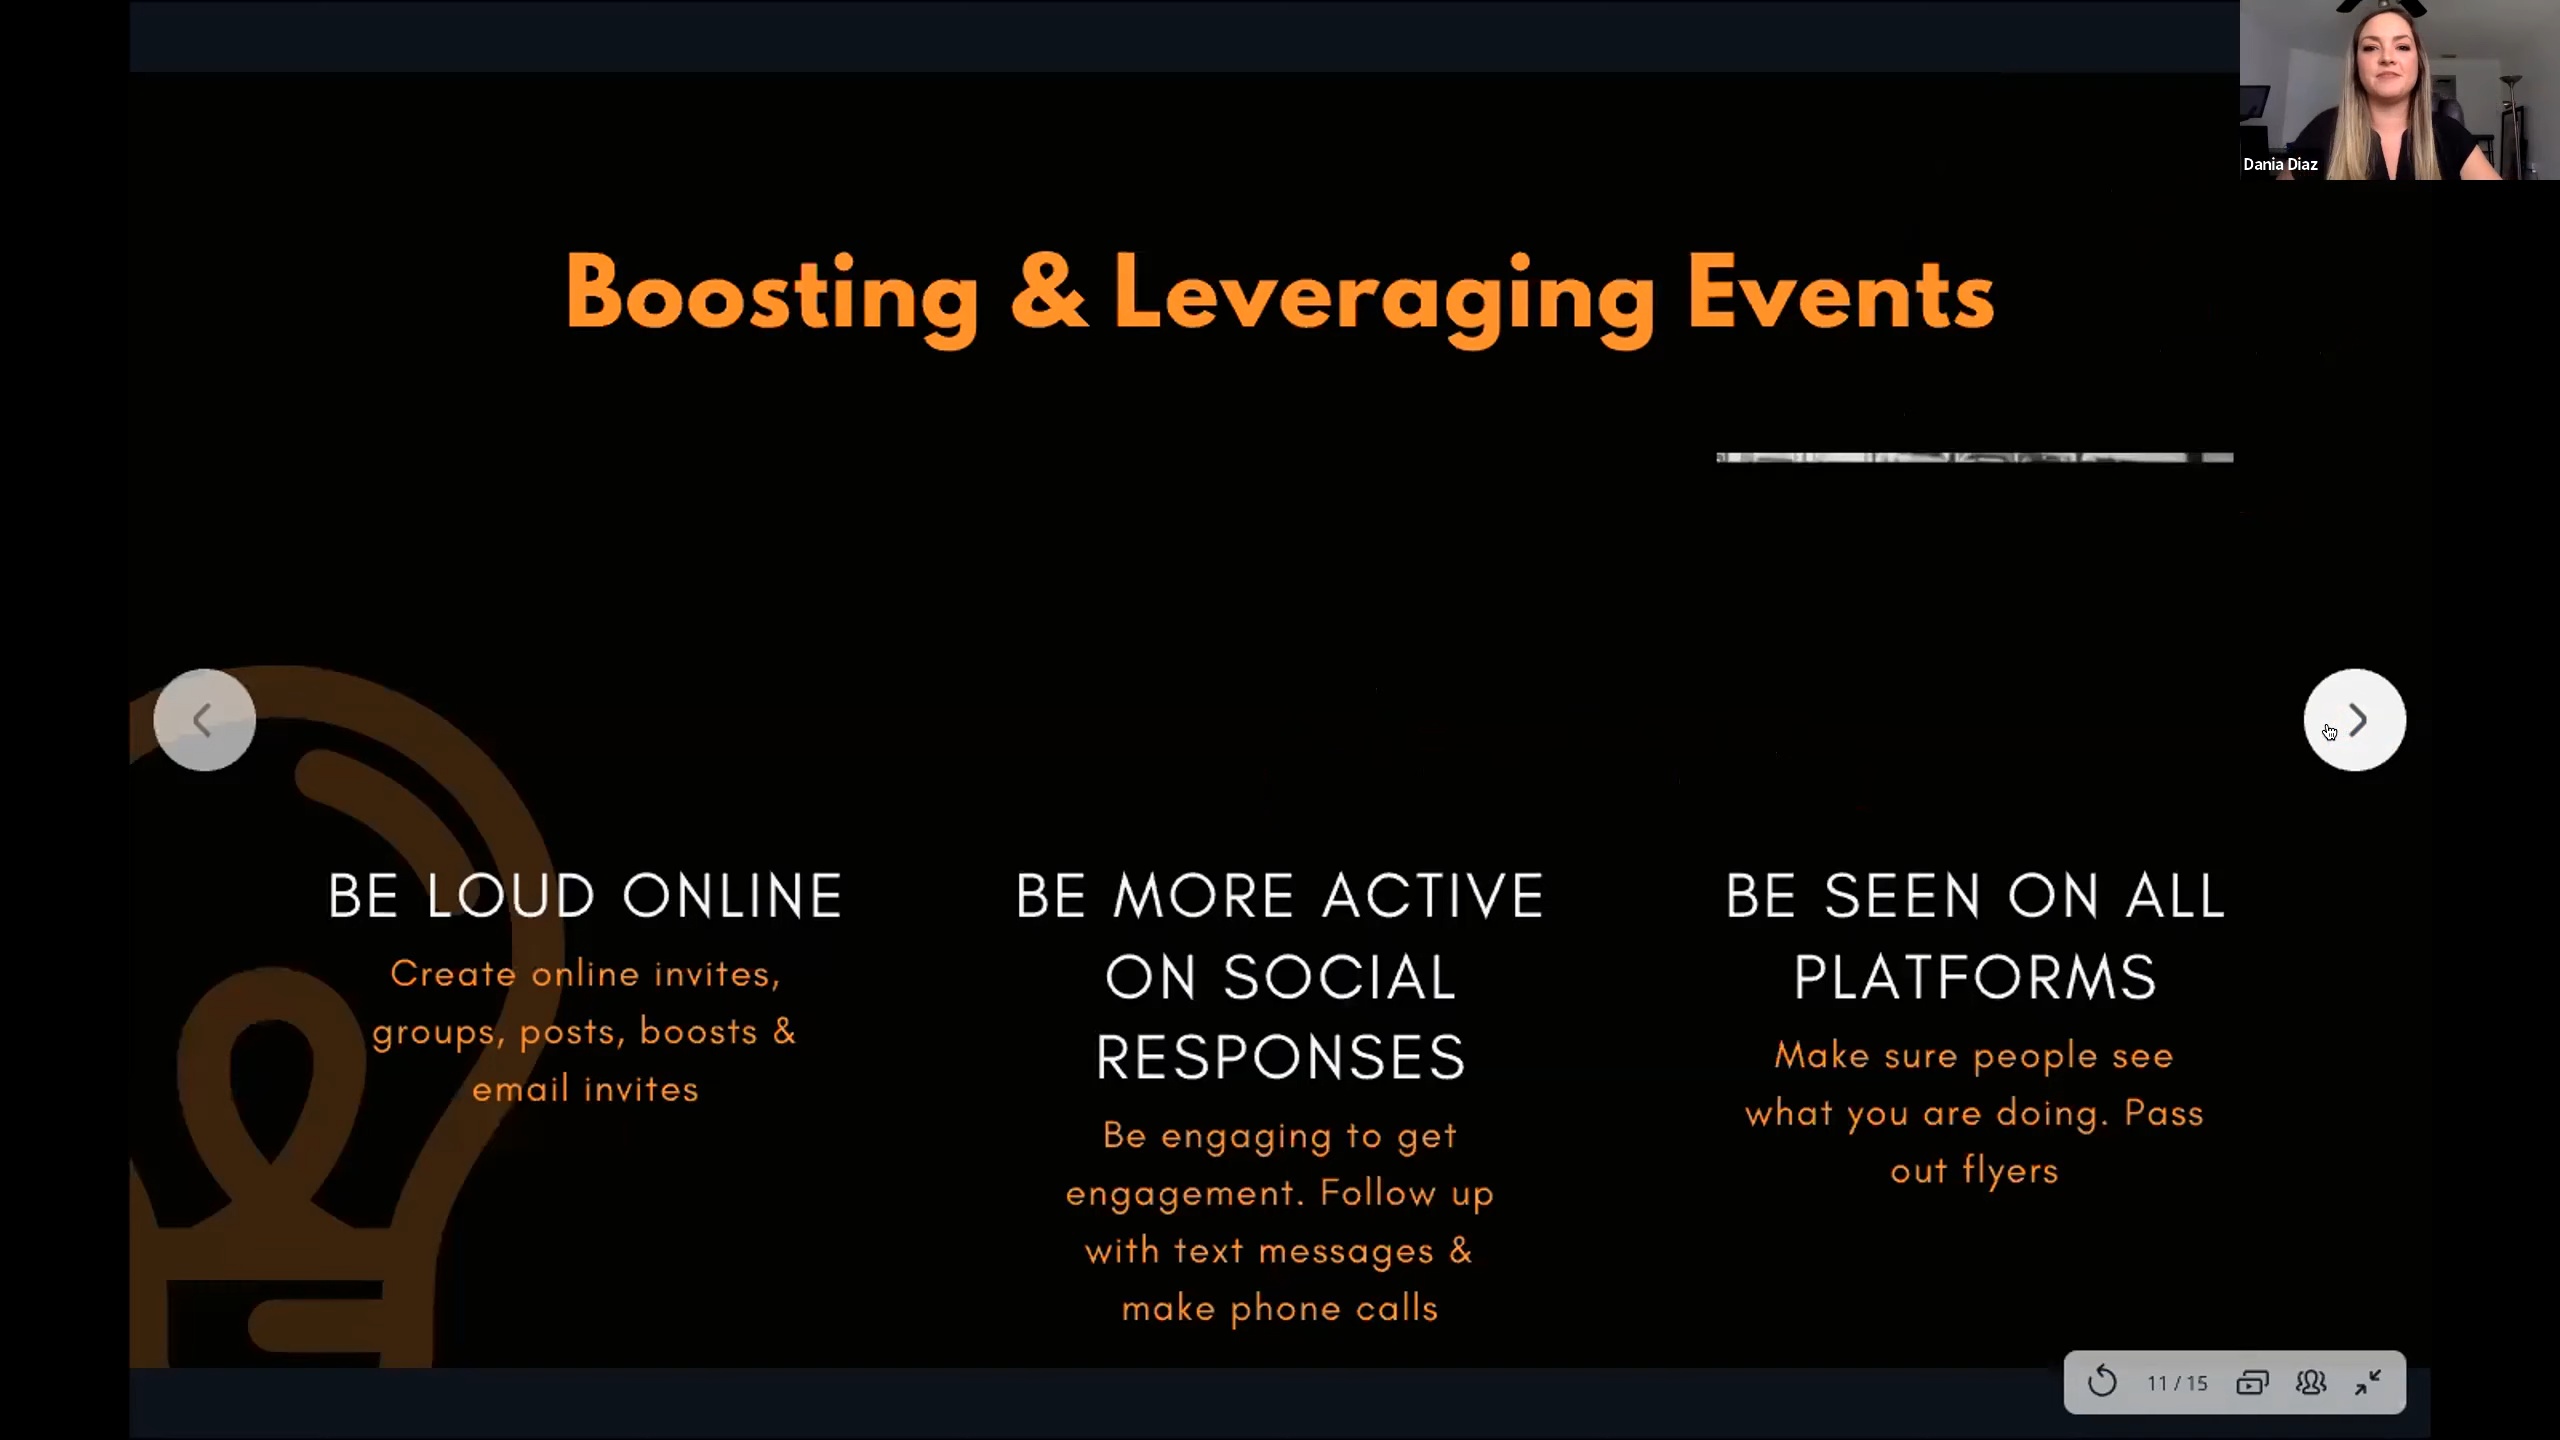 Dania Diaz
Boosting & Leveraging Events
BE LOUD ONLINE
Create online invites,
groups, posts, boosts &
email invites
BE MORE ACTIVE
ON SOCIAL
RESPONSES
Be engaging to get
engagement. Follow up
with text messages &
make phone calls
BE SEEN ON ALL
PLATFORMS
Make sure people see
what you are doing. Pass
out flyers
11 / 15